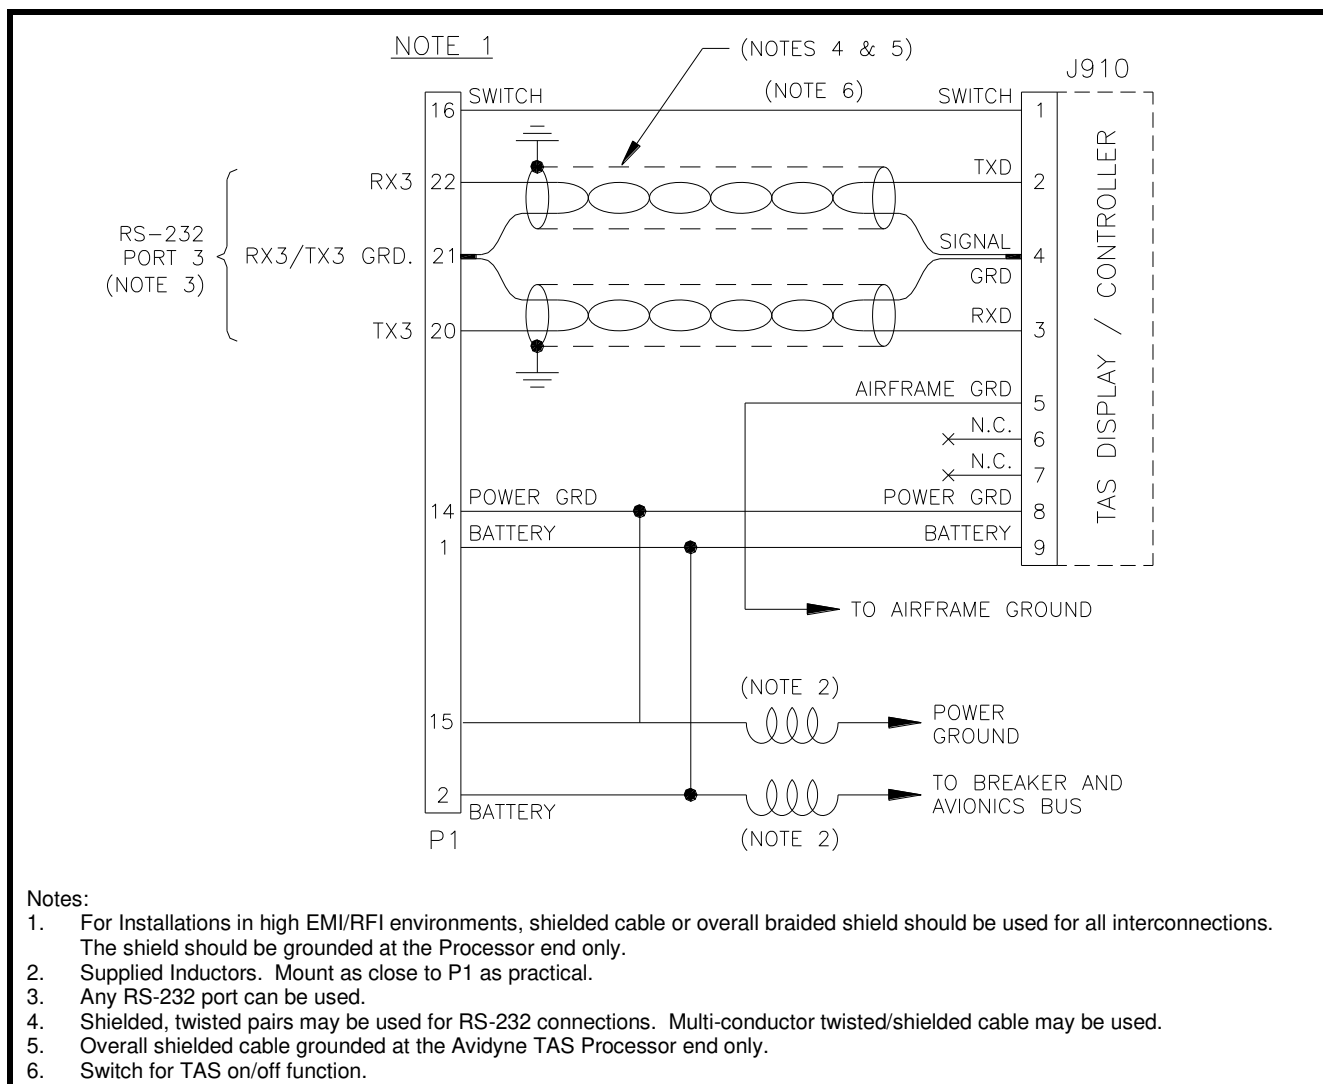 NOTE 1
(NOTES 4 & 5)
(NOTE 6)
J910
16 SWITCH
SWITCH 1
RX3 22
TXD 2
RS-232
PORT 3
(NOTE 3)
RX3/TX3 GRD. 21
SIGNAL
GRD
4
TX3 20
RXD 3
AIRFRAME GRD 5
N.C. 6
N.C. 7
14 POWER GRD
POWER GRD 8
1 BATTERY
BATTERY 9
TAS DISPLAY / CONTROLLER
TO AIRFRAME GROUND
(NOTE 2)
15
POWER
GROUND
2 BATTERY
TO BREAKER AND
AVIONICS BUS
(NOTE 2)
P1
Notes:
1. For Installations in high EMI/RFI environments, shielded cable or overall braided shield should be used for all interconnections.
The shield should be grounded at the Processor end only.
2. Supplied Inductors. Mount as close to P1 as practical.
3. Any RS-232 port can be used.
4. Shielded, twisted pairs may be used for RS-232 connections. Multi-conductor twisted/shielded cable may be used.
5. Overall shielded cable grounded at the Avidyne TAS Processor end only.
6. Switch for TAS on/off function.